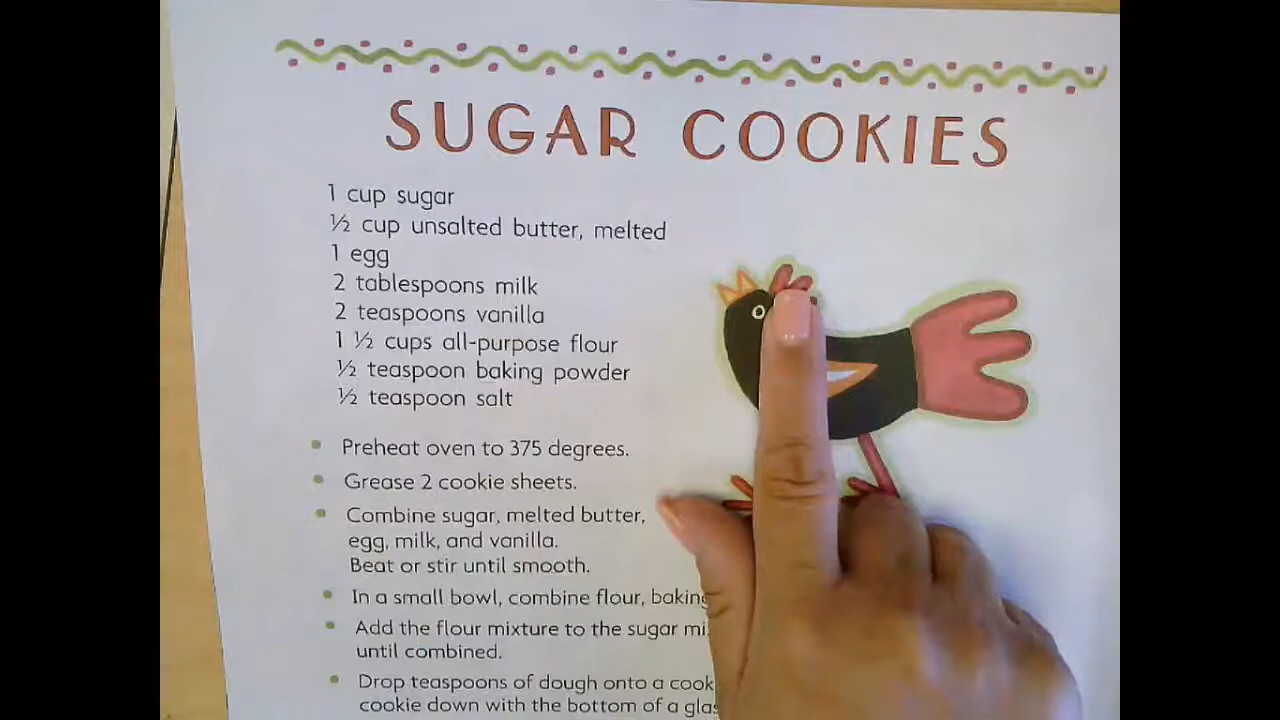 SUGAR COOKIES
1 cup sugar
½ cup unsalted butter, melted
1 egg
2 tablespoons milk
2 teaspoons vanilla
1 ½ cups all-purpose flour
½ teaspoon baking powder
½ teaspoon salt
• Preheat oven to 375 degrees.
• Grease 2 cookie sheets.
• Combine sugar, melted butter,
egg, milk, and vanilla.
Beat or stir until smooth.
• In a small bowl, combine flour, baking
• Add the flour mixture to the sugar
until combined.
• Drop teaspoons of dough onto a
cookie down with the bottom of a